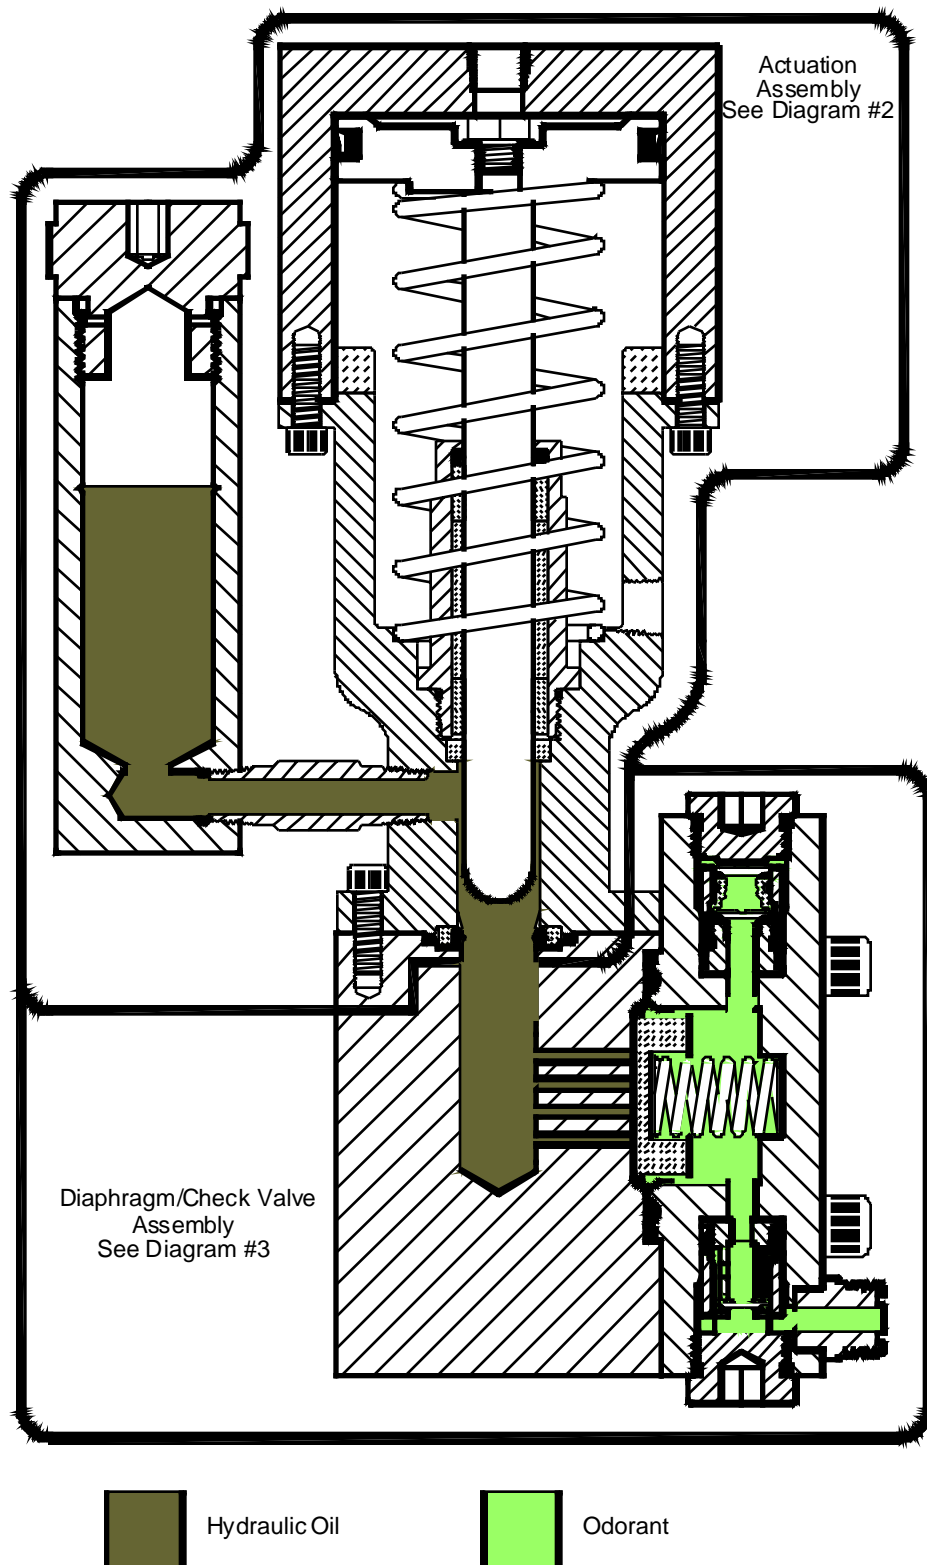 Actuation
Assembly
See Diagram #2
Diaphragm/Check Valve
Assembly
See Diagram #3
Hydraulic Oil
Odorant